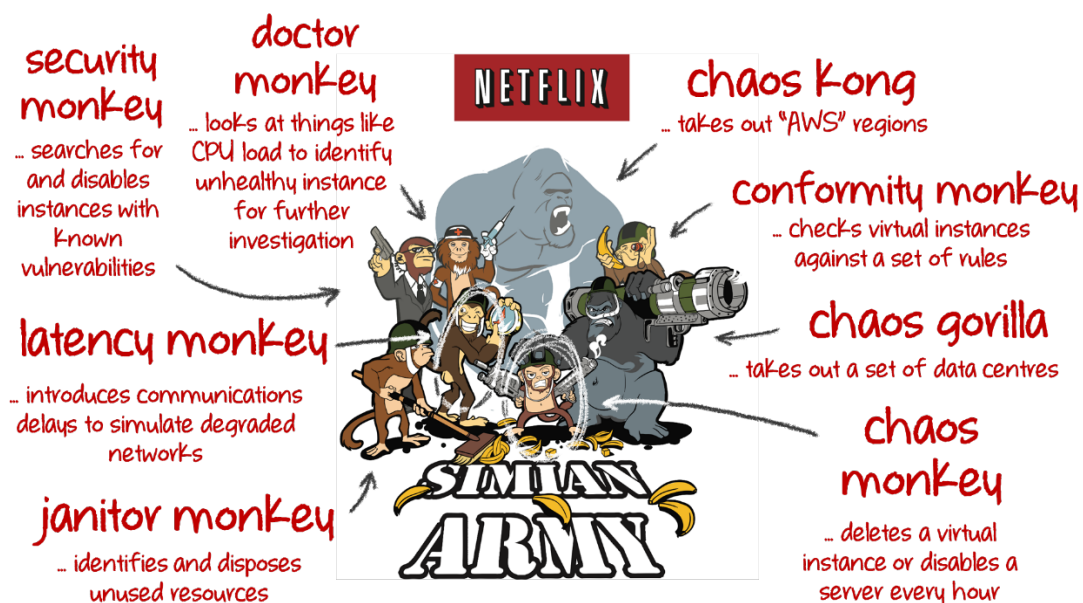 security
monkey
... searches for
and disables
instances with
known
vulnerabilities
doctor
monkey
... looks at things like
CPU load to identify
unhealthy instance
for further
investigation
NETFLIX
chaos kong
... takes out "AWS" regions
conformity monkey
... checks virtual instances
against a set of rules
latency monkey
... introduces communications
delays to simulate degraded
networks
chaos gorilla
... takes out a set of data centres
chaos
monkey
... deletes a virtual
instance or disables a
server every hour
janitor monkey
... identifies and disposes
unused resources
SIMIAN
ARMY